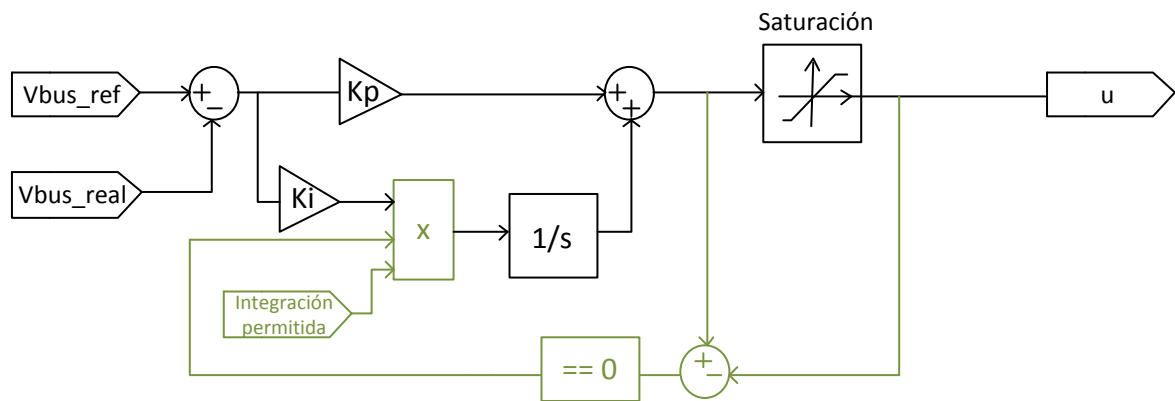 Saturación
Vbus_ref
+
−
Kp
+
+
u
Vbus_real
Ki
x
1/s
Integración
permitida
== 0
+
−